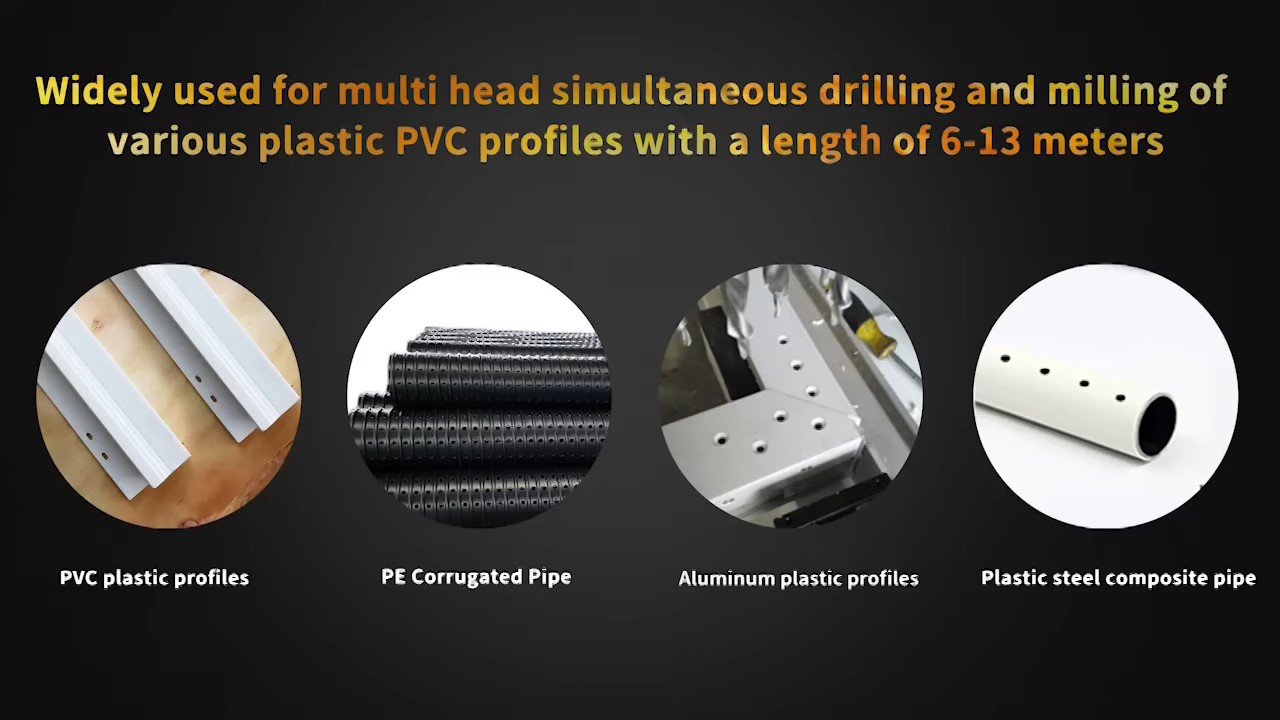 Widely used for multi head simultaneous drilling and milling of
various plastic PVC profiles with a length of 6-13 meters
PVC plastic profiles
PE Corrugated Pipe
Aluminum plastic profiles
Plastic steel composite pipe